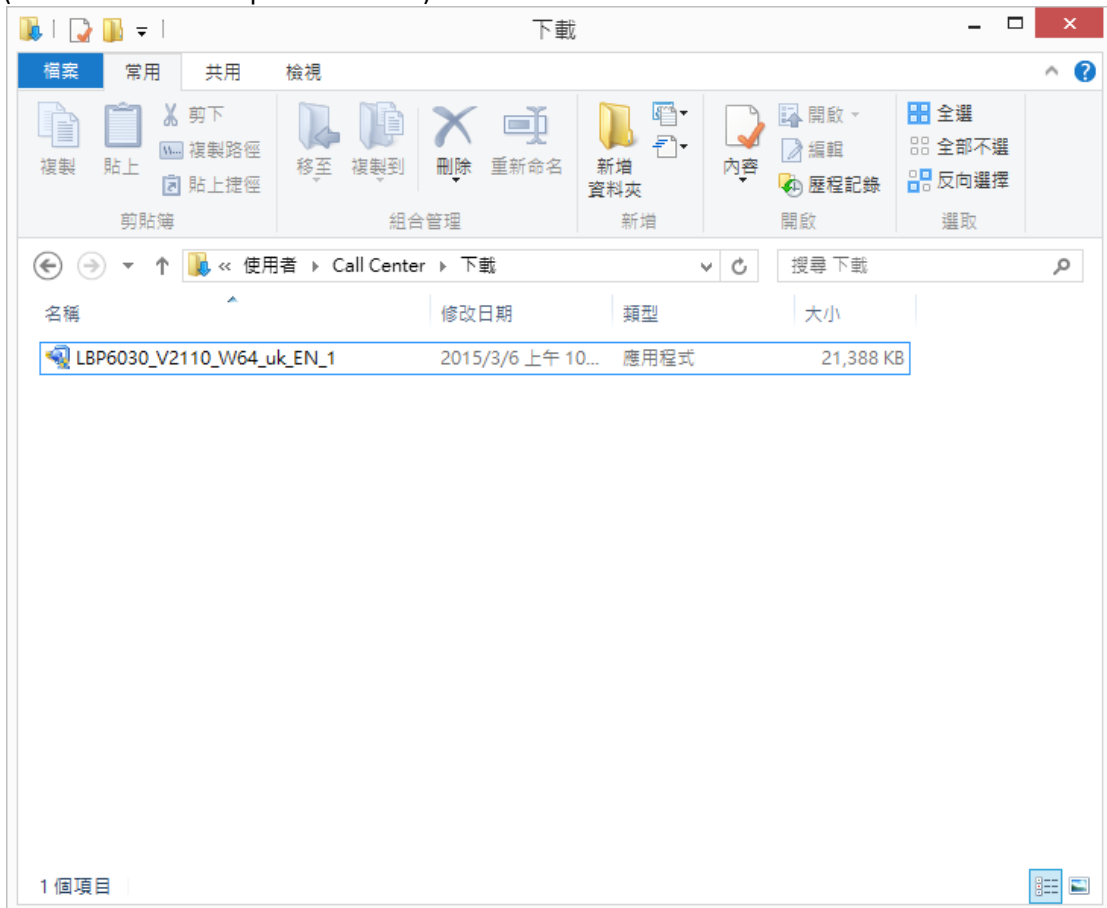 下載
檔案 常用 共用 檢視
複製 貼上 剪下 複製路徑 貼上捷徑 移至 複製到 刪除 重新命名 新增 資料夾 內容 開啟 編輯 歷程記錄 全選 全部不選 反向選擇
剪貼簿 組合管理 新增 開啟 選取
« 使用者 Call Center 下載 搜尋 下載
名稱 修改日期 類型 大小
LBP6030_V2110_W64_uk_EN_1 2015/3/6 上午 10... 應用程式 21,388 KB
1 個項目